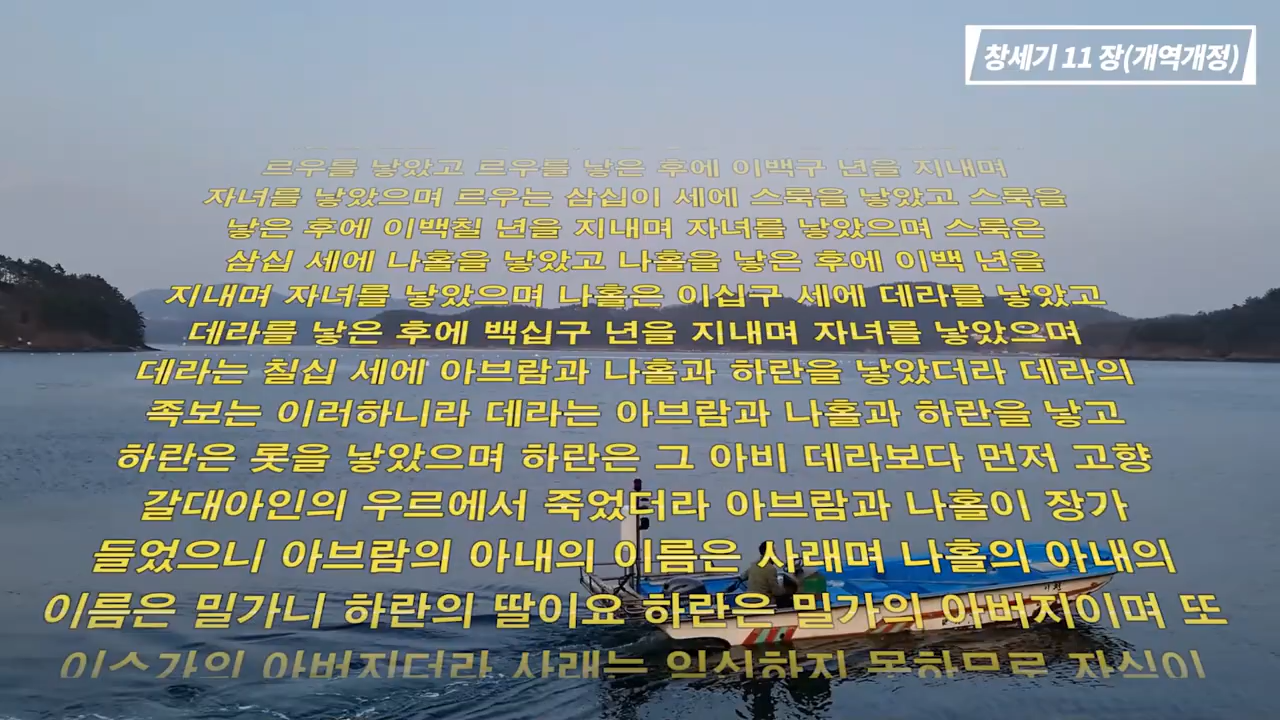 창세기 11 장(개역개정)
르우를 낳았고 르우를 낳은 후에 이백구 년을 지내며
자녀를 낳았으며 르우는 삼십이 세에 스룩을 낳았고 스룩을
낳은 후에 이백칠 년을 지내며 자녀를 낳았으며 스룩은
삼십 세에 나홀을 낳았고 나홀을 낳은 후에 이백 년을
지내며 자녀를 낳았으며 나홀은 이십구 세에 데라를 낳았고
데라를 낳은 후에 백십구 년을 지내며 자녀를 낳았으며
데라는 칠십 세에 아브람과 나홀과 하란을 낳았더라 데라의
족보는 이러하니라 데라는 아브람과 나홀과 하란을 낳고
하란은 롯을 낳았으며 하란은 그 아비 데라보다 먼저 고향
갈대아인의 우르에서 죽었더라 아브람과 나홀이 장가
들었으니 아브람의 아내의 이름은 사래며 나홀의 아내의
이름은 밀가니 하란의 딸이요 하란은 밀가의 아버지이며 또
이스가의 아버지더라 사래는 임신하지 못하므로 자식이